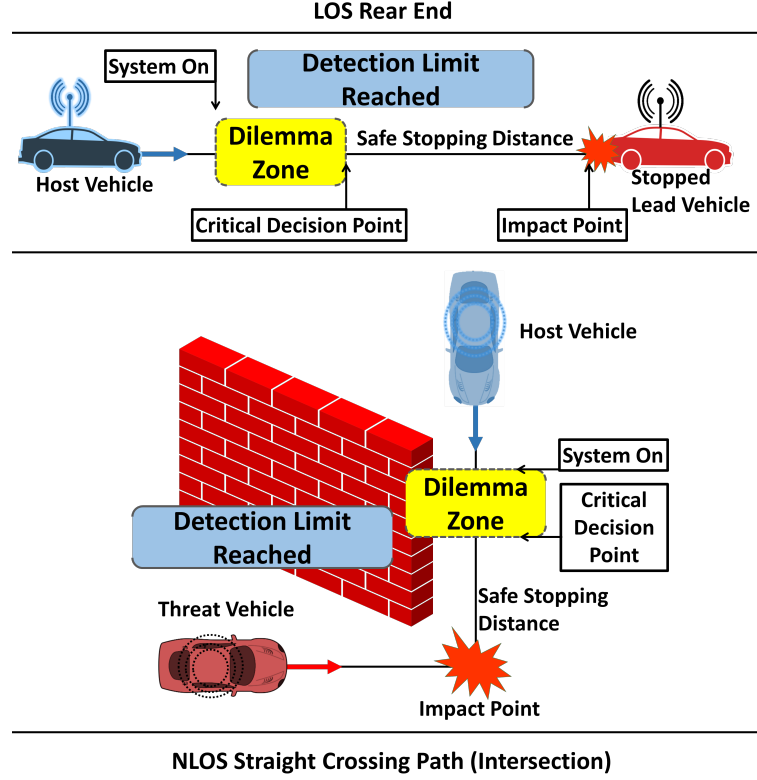 LOS Rear End
System On
Detection Limit
Reached
Dilemma
Zone
Safe Stopping Distance
Host Vehicle
Stopped
Lead Vehicle
Critical Decision Point
Impact Point
Host Vehicle
System On
Dilemma
Zone
Critical
Decision
Point
Detection Limit
Reached
Safe Stopping
Distance
Threat Vehicle
Impact Point
NLOS Straight Crossing Path (Intersection)